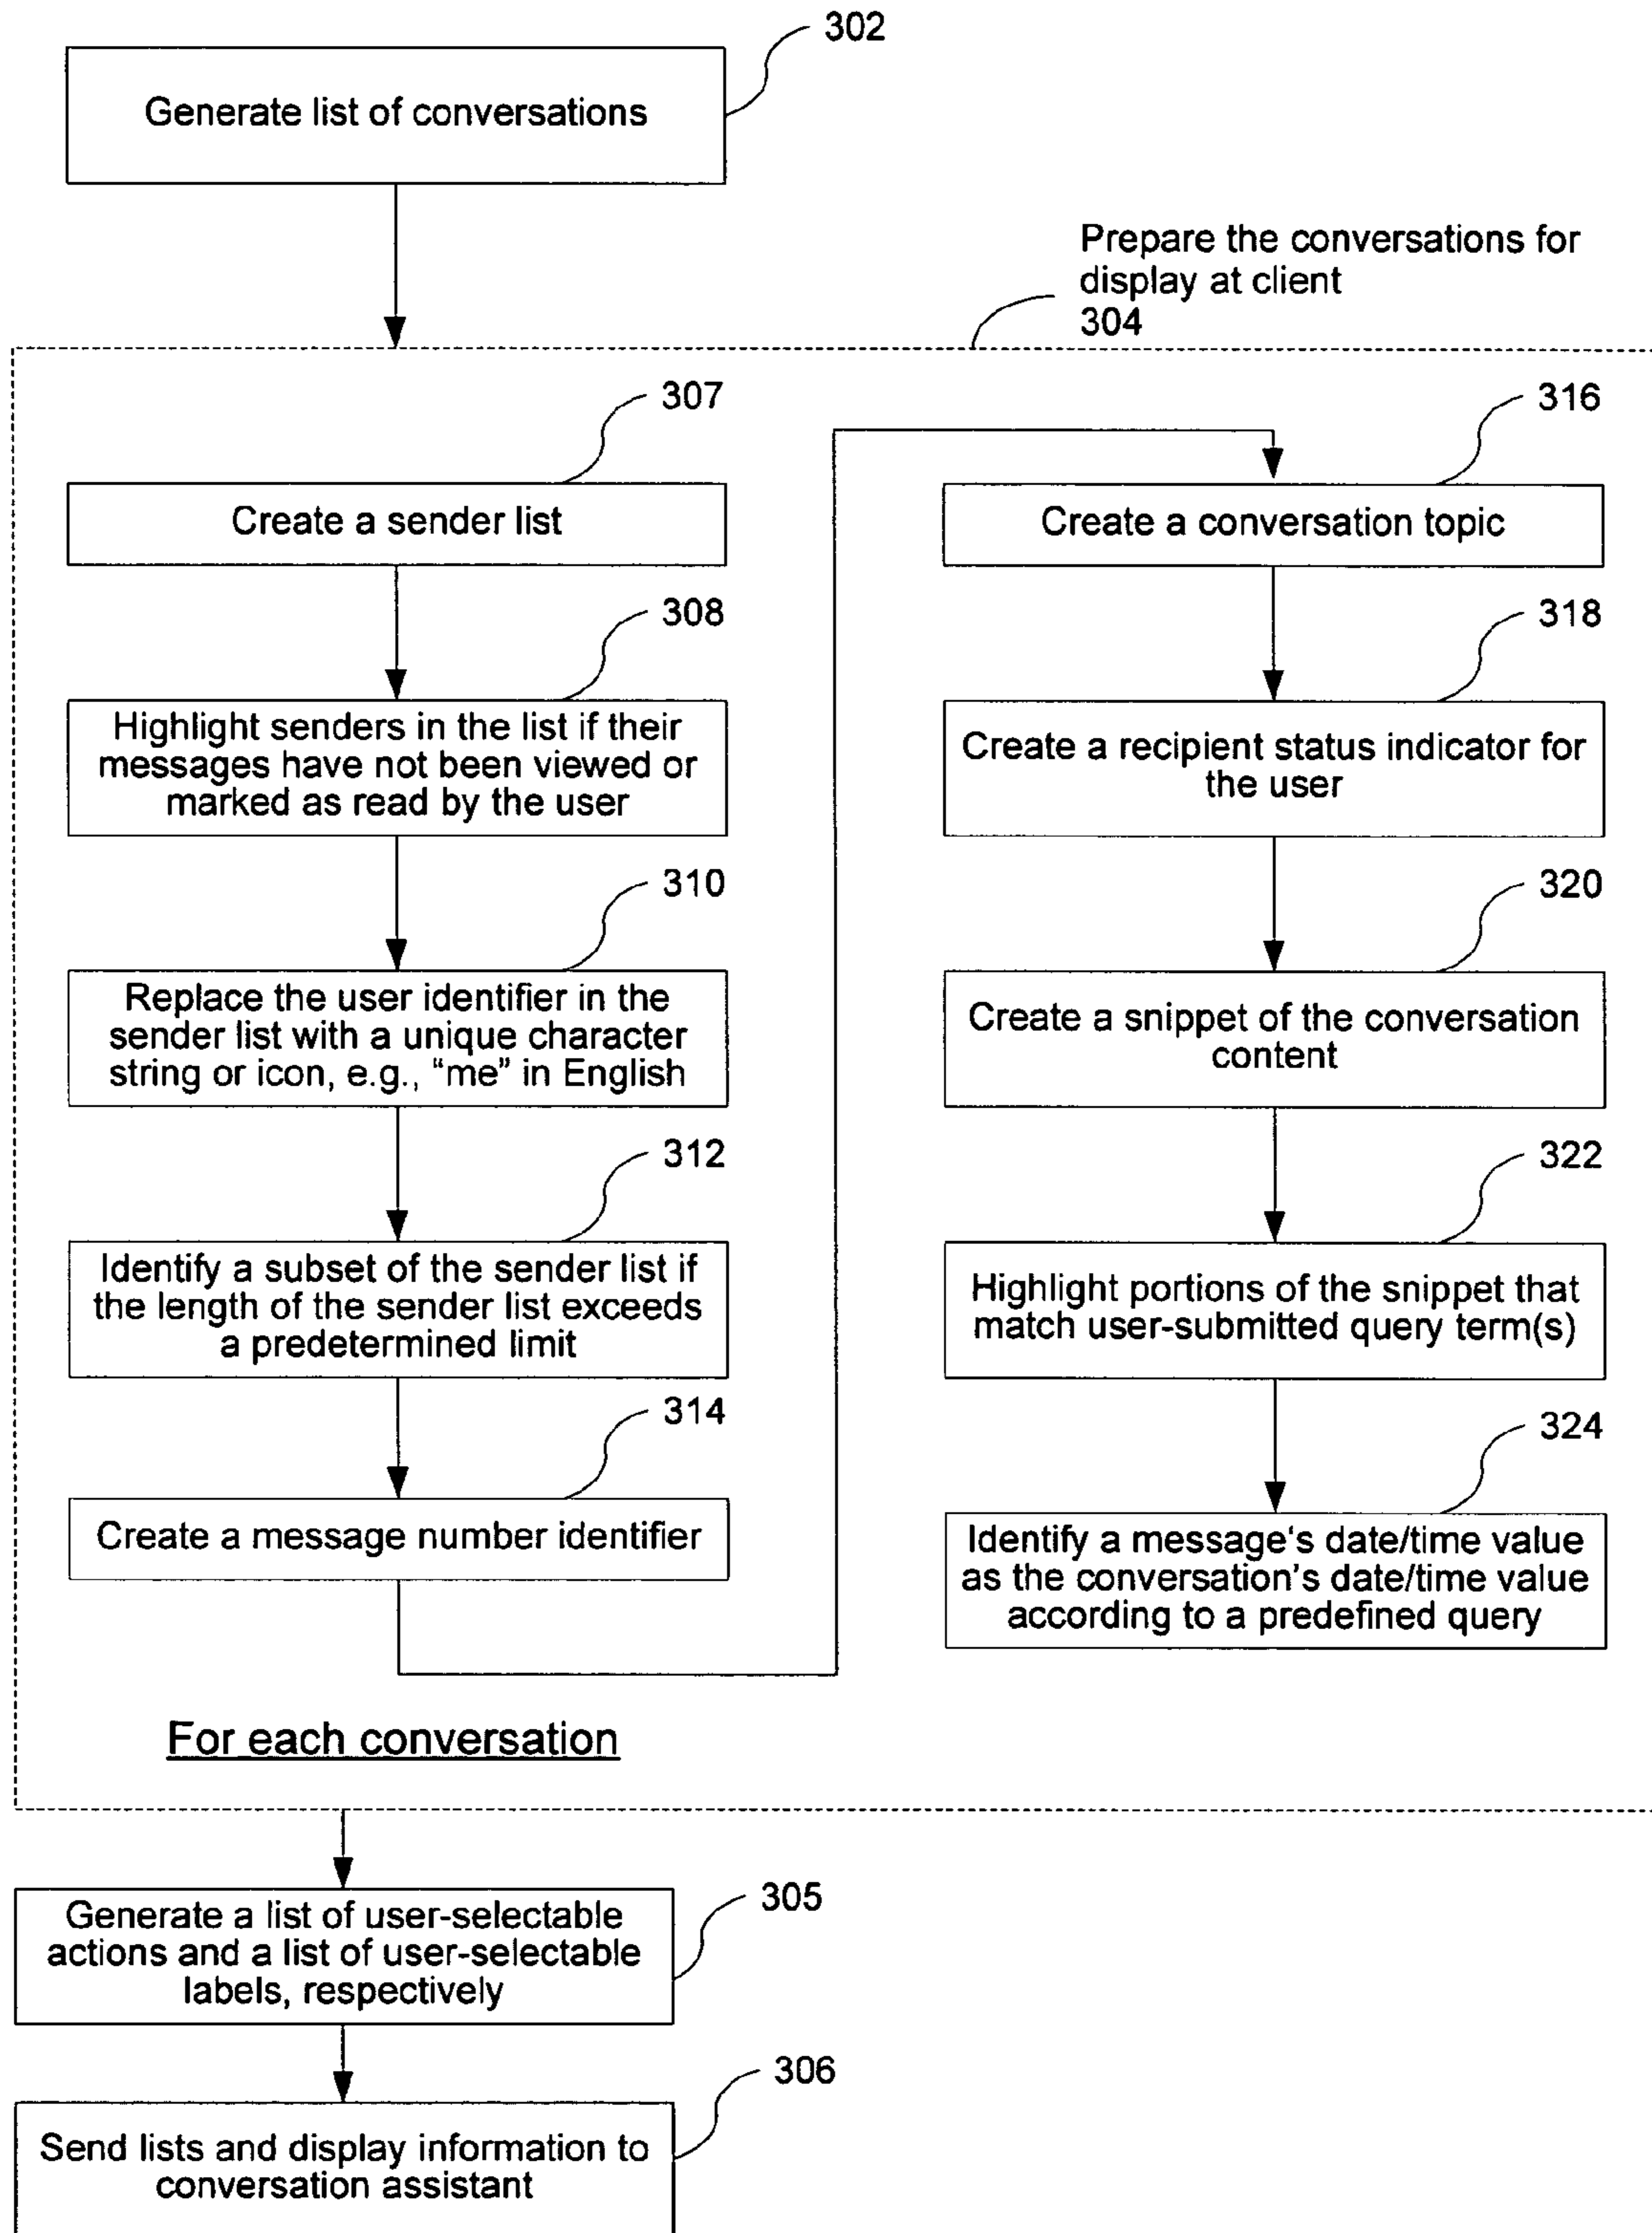 302
Generate list of conversations
Prepare the conversations for
display at client
304
307
Create a sender list
308
Highlight senders in the list if their
messages have not been viewed or
marked as read by the user
310
Replace the user identifier in the
sender list with a unique character
string or icon, e.g., “me” in English
312
Identify a subset of the sender list if
the length of the sender list exceeds
a predetermined limit
314
Create a message number identifier
316
Create a conversation topic
318
Create a recipient status indicator for
the user
320
Create a snippet of the conversation
content
322
Highlight portions of the snippet that
match user-submitted query term(s)
324
Identify a message‘s date/time value
as the conversation’s date/time value
according to a predefined query
For each conversation
305
Generate a list of user-selectable
actions and a list of user-selectable
labels, respectively
306
Send lists and display information to
conversation assistant